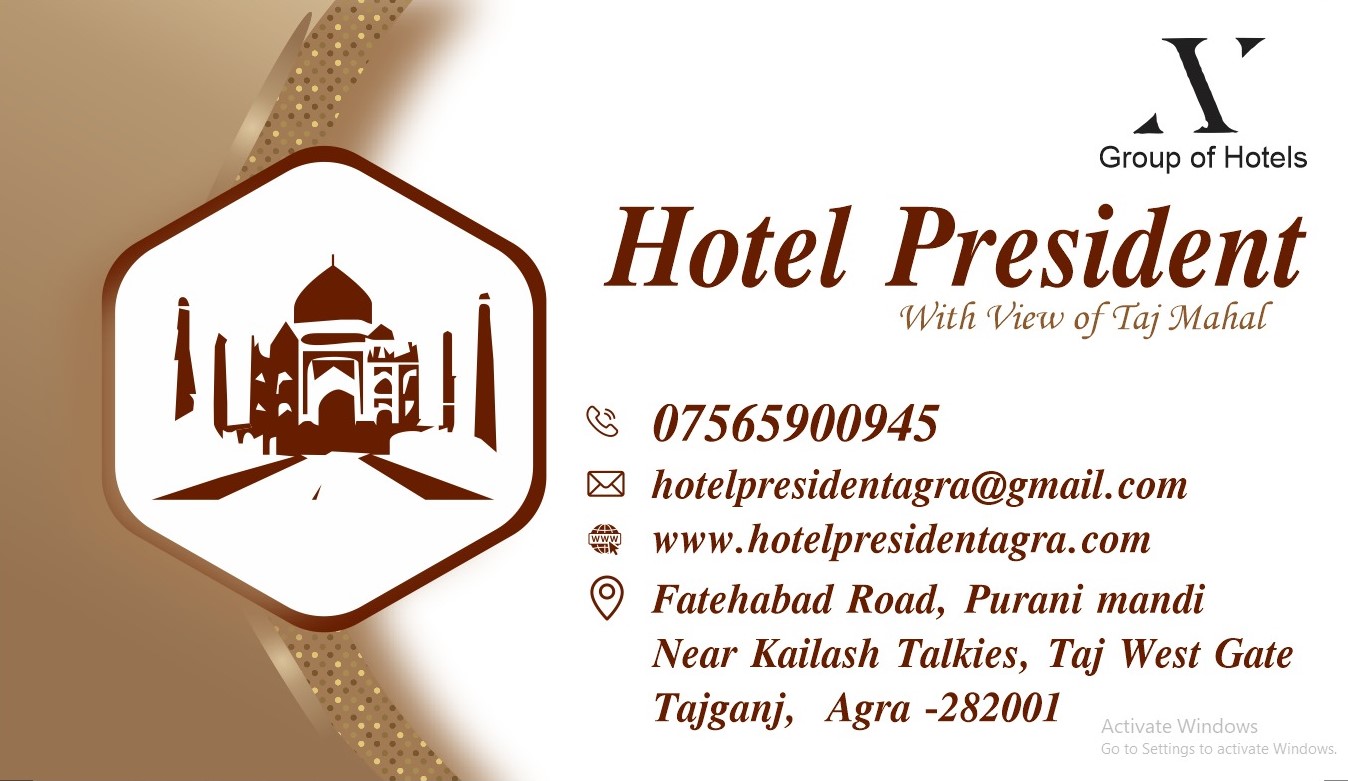 X
Group of Hotels
Hotel President
With View of Taj Mahal
07565900945
hotelpresidentagra@gmail.com
www
www.hotelpresidentagra.com
Fatehabad Road, Purani mandi
Near Kailash Talkies, Taj West Gate
Tajganj, Agra -282001
Activate Windows
Go to Settings to activate Windows.